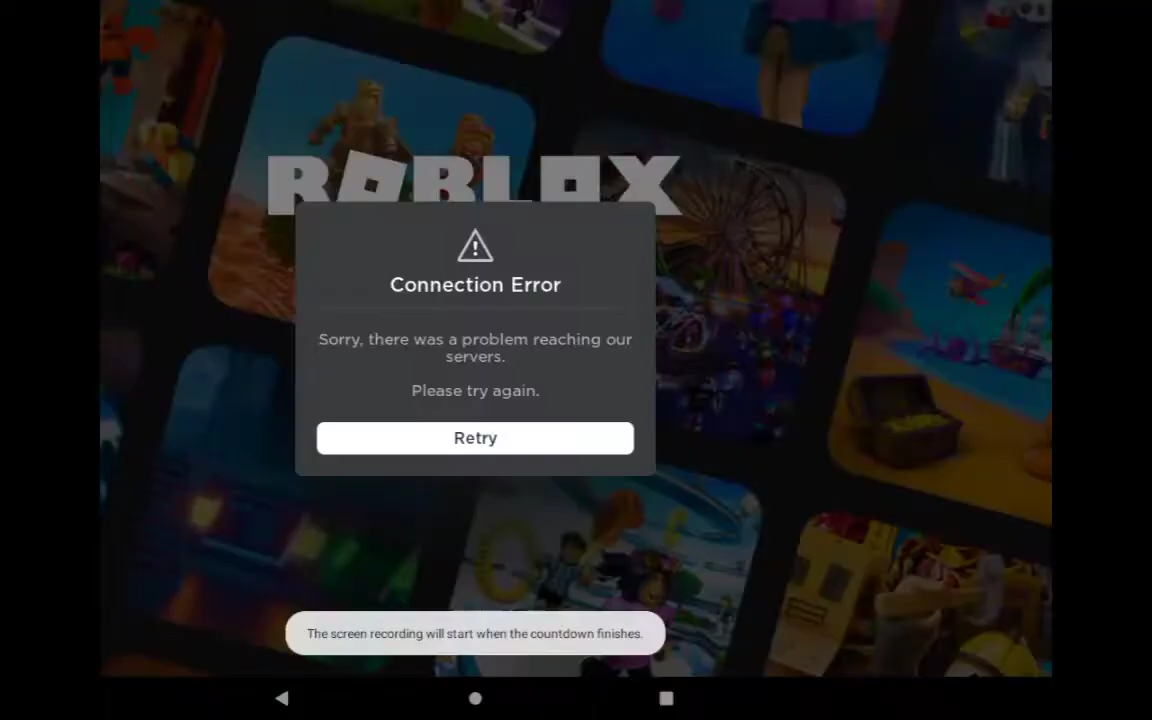 ROBLOX
Connection Error
Sorry, there was a problem reaching our
servers.
Please try again.
Retry
The screen recording will start when the countdown finishes.